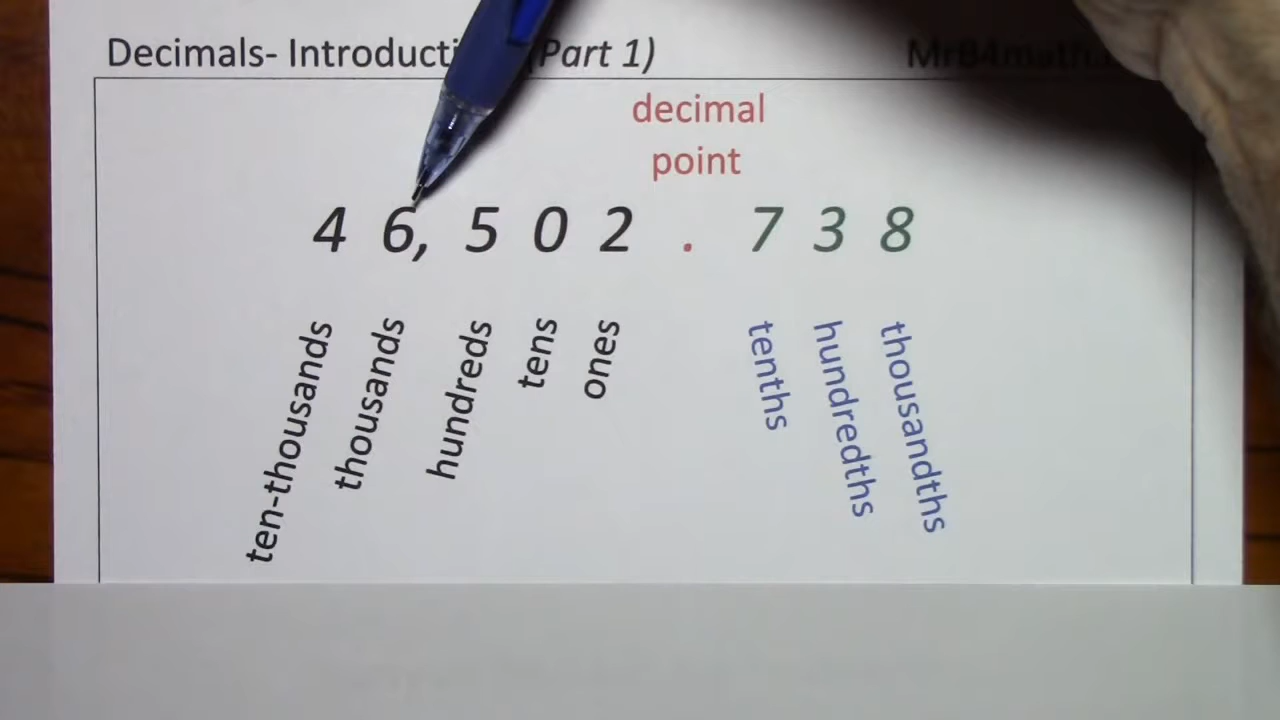 Decimals- Introducti (Part 1) MrB4math.
decimal
point
4 6, 5 0 2 . 7 3 8
ten-thousands
thousands
hundreds
tens
ones
tenths
hundredths
thousandths